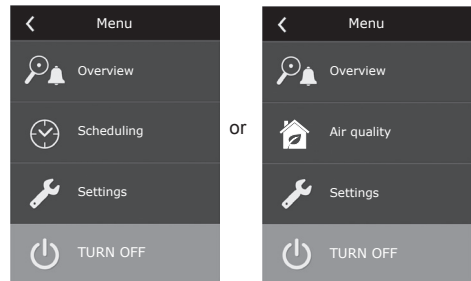 Menu
Overview
Scheduling
Settings
TURN OFF
or
Menu
Overview
Air quality
Settings
TURN OFF